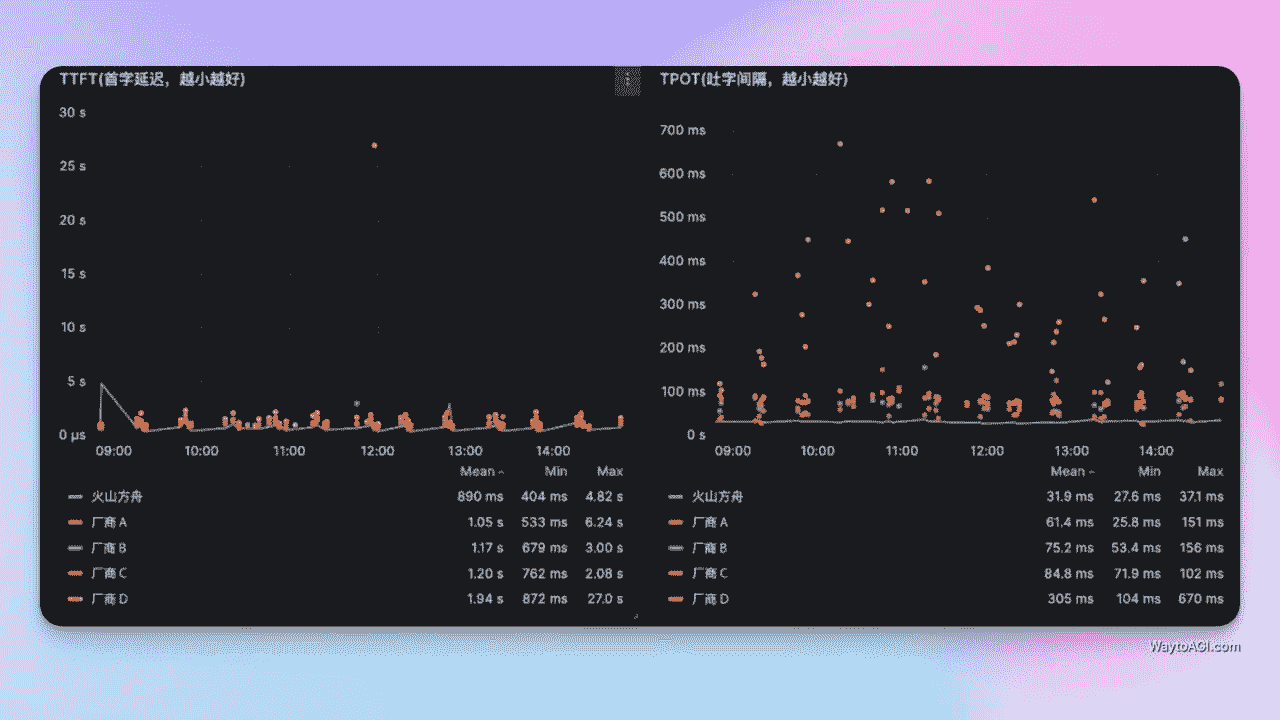 TTFT(首字延迟，越小越好)
30 s
25 s
20 s
15 s
10 s
5 s
0 µs
09:00 10:00 11:00 12:00 13:00 14:00
Mean Min Max
火山方舟 890 ms 404 ms 4.82 s
厂商 A 1.05 s 533 ms 6.24 s
厂商 B 1.17 s 679 ms 3.00 s
厂商 C 1.20 s 762 ms 2.08 s
厂商 D 1.94 s 872 ms 27.0 s
TPOT(吐字间隔，越小越好)
700 ms
600 ms
500 ms
400 ms
300 ms
200 ms
100 ms
0 s
09:00 10:00 11:00 12:00 13:00 14:00
Mean Min Max
火山方舟 31.9 ms 27.6 ms 37.1 ms
厂商 A 61.4 ms 25.8 ms 151 ms
厂商 B 75.2 ms 53.4 ms 156 ms
厂商 C 84.8 ms 71.9 ms 102 ms
厂商 D 305 ms 104 ms 670 ms
WaytoAGI.com